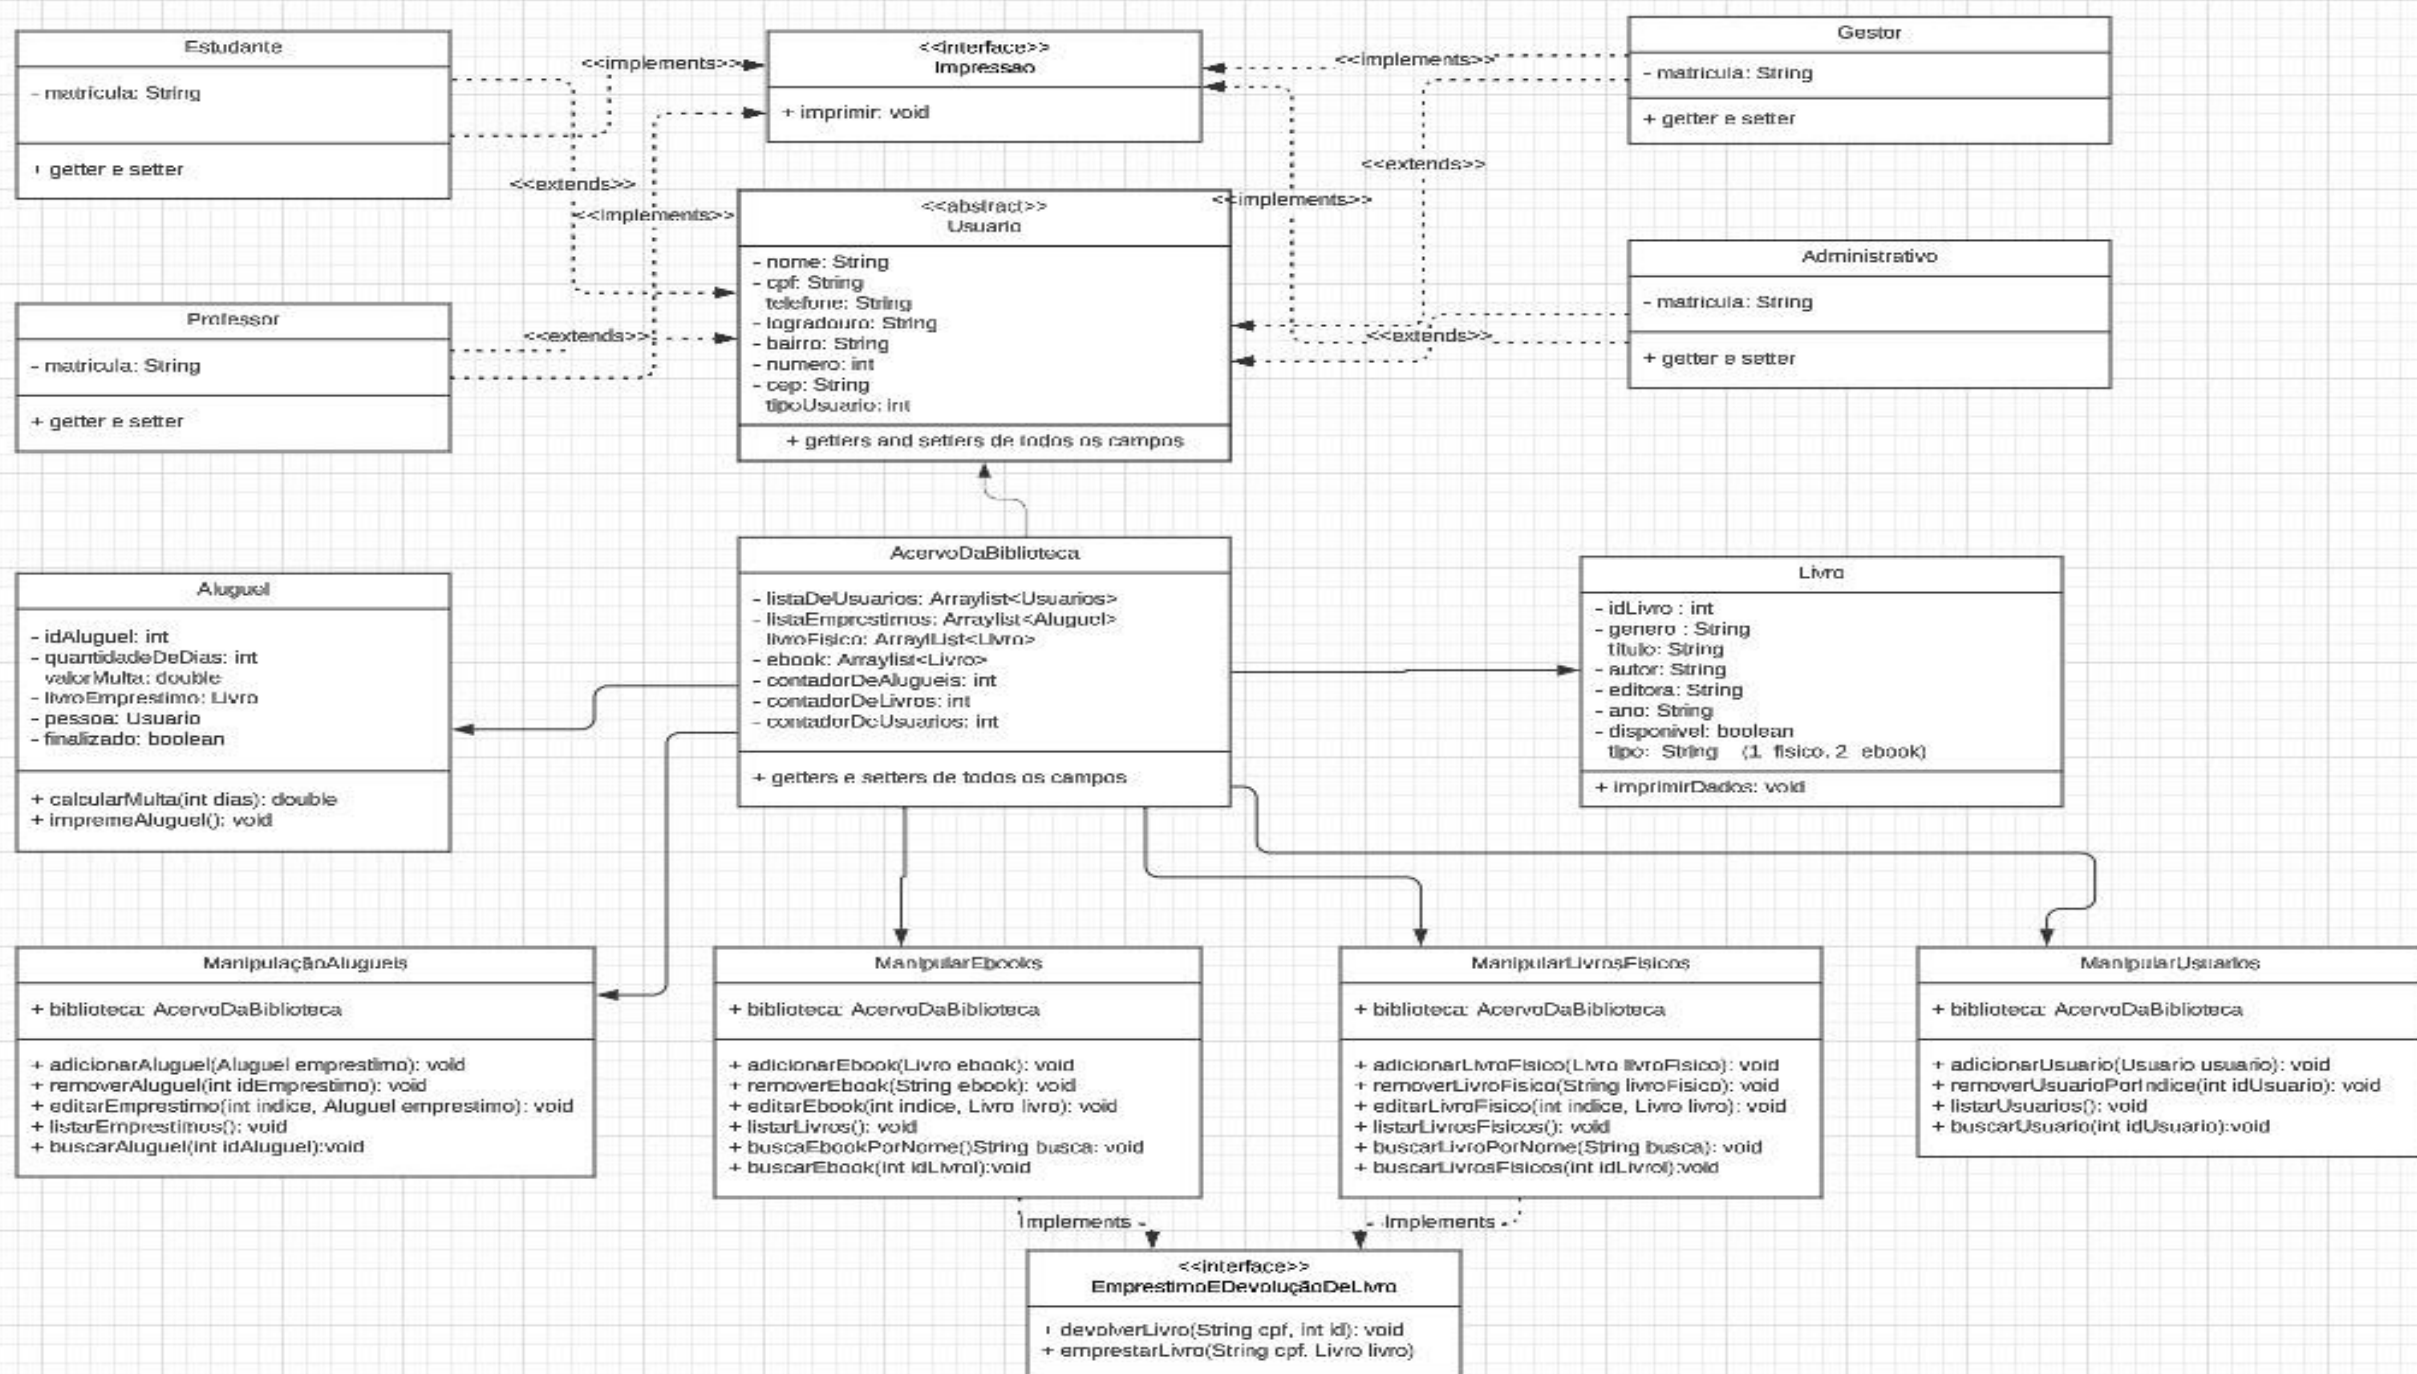 Estudante
- matrícula: String
+ getter e setter
<<implements>>
<<interface>>
Impressao
+ imprimir: void
<<implements>>
Gestor
- matricula: String
+ getter e setter
<<extends>>
<<implements>>
<<extends>>
<<implements>>
<<abstract>>
Usuario
- nome: String
- cpf: String
telefone: String
- logradouro: String
- bairro: String
- numero: int
- cep: String
tipoUsuario: int
+ getters and setters de todos os campos
Administrativo
- matricula: String
+ getter e setter
<<extends>>
Professor
- matricula: String
+ getter e setter
<<extends>>
AcervoDaBiblioteca
- listaDeUsuarios: Arraylist<Usuarios>
- listaEmprestimos: Arraylist<Aluguel>
livroFisico: ArraylList<Livro>
- ebook: Arraylist<Livro>
- contadorDeAlugueis: int
- contadorDeLivros: int
- contadorDeUsuarios: int
+ getters e setters de todos os campos
Aluguel
- idAluguel: int
- quantidadeDeDias: int
valorMulta: double
- livroEmprestimo: Livro
- pessoa: Usuario
- finalizado: boolean
+ calcularMulta(int dias): double
+ impremeAluguel(): void
Livro
- idLivro : int
- genero : String
titulo: String
- autor: String
- editora: String
- ano: String
- disponivel: boolean
tipo: String (1 fisico, 2 ebook)
+ imprimirDados: void
ManipulaçãoAlugueis
+ biblioteca: AcervoDaBiblioteca
+ adicionarAluguel(Aluguel emprestimo): void
+ removerAluguel(int idEmprestimo): void
+ editarEmprestimo(int indice, Aluguel emprestimo): void
+ listarEmprestimos(): void
+ buscarAluguel(int idAluguel):void
ManipularEbooks
+ biblioteca: AcervoDaBiblioteca
+ adicionarEbook(Livro ebook): void
+ removerEbook(String ebook): void
+ editarEbook(int indice, Livro livro): void
+ listarLivros(): void
+ buscaEbookPorNome()String busca: void
+ buscarEbook(int idLivrol):void
ManipularLivrosFisicos
+ biblioteca: AcervoDaBiblioteca
+ adicionarLivroFisico(Livro livroFisico): void
+ removerLivroFisico(String livroFisico): void
+ editarLivroFisico(int indice, Livro livro): void
+ listarLivrosFisicos(): void
+ buscarLivroPorNome(String busca): void
+ buscarLivrosFisicos(int idLivrol):void
ManipularUsuarios
+ biblioteca: AcervoDaBiblioteca
+ adicionarUsuario(Usuario usuario): void
+ removerUsuarioPorIndice(int idUsuario): void
+ listarUsuarios(): void
+ buscarUsuario(int idUsuario):void
Implements
Implements
<<interface>>
EmprestimoEDevoluçãoDeLivro
+ devolverLivro(String cpf, int id): void
+ emprestarLivro(String cpf, Livro livro)